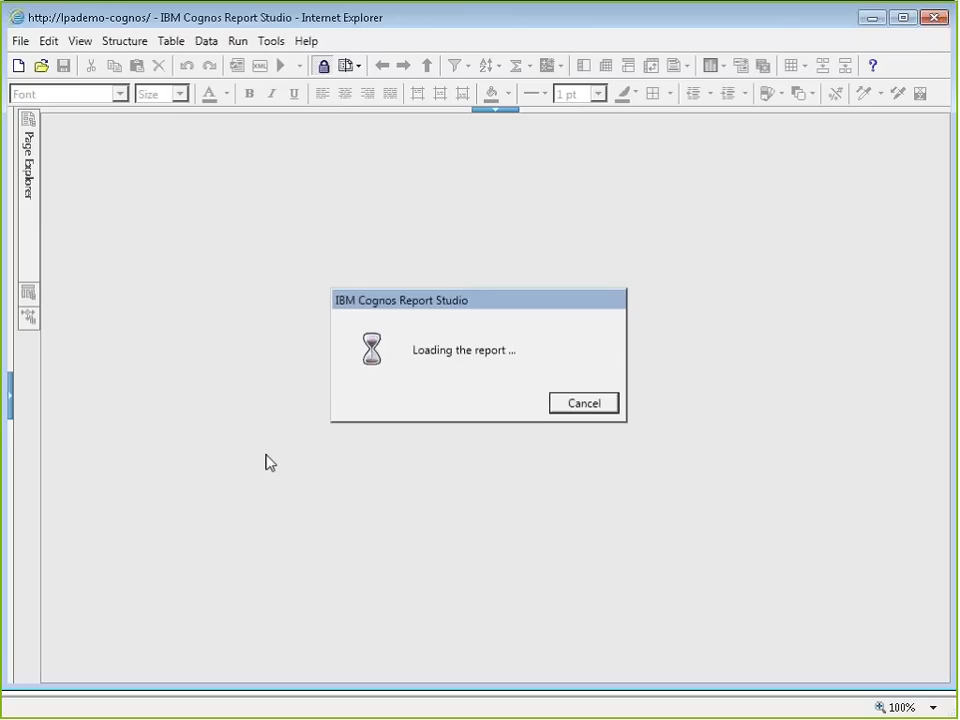 http://lpademo-cognos/ - IBM Cognos Report Studio - Internet Explorer
File Edit View Structure Table Data Run Tools Help
XML ?
Font Size A B I U 1 pt
Page Explorer
IBM Cognos Report Studio
Loading the report ...
Cancel
100%